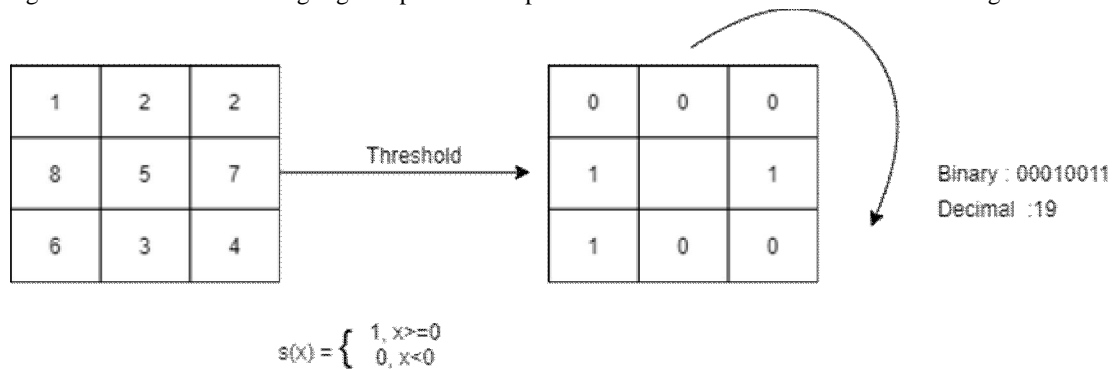 1 2 2
8 5 7
6 3 4
Threshold
0 0 0
1 1
1 0 0
Binary : 00010011
Decimal :19
s(x) = { 1, x>=0
0, x<0